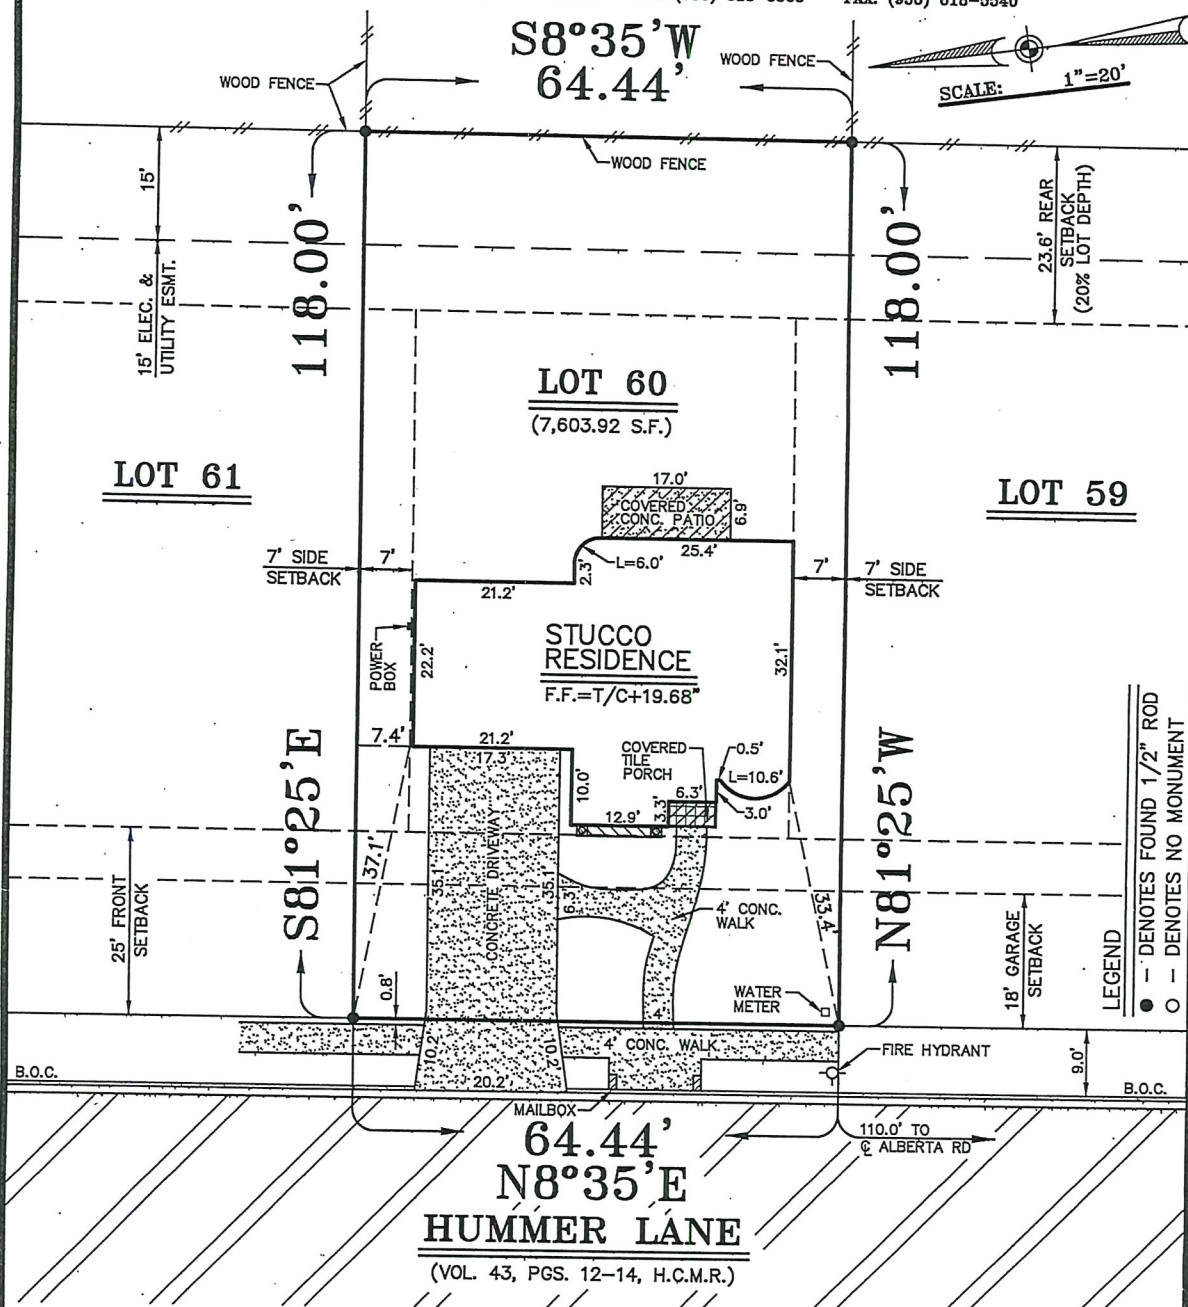 FAX: (956) 618-5540
S8°35'W
64.44'
WOOD FENCE
WOOD FENCE
SCALE: 1"=20'
WOOD FENCE
15'
118.00'
118.00'
23.6' REAR
SETBACK
(20% LOT DEPTH)
15' ELEC. &
UTILITY ESMT.
LOT 60
(7,603.92 S.F.)
LOT 61
LOT 59
17.0'
COVERED
CONC. PATIO
6.9'
25.4'
L=6.0'
2.3'
7' SIDE
SETBACK
7'
7'
7' SIDE
SETBACK
21.2'
POWER
BOX
22.2'
STUCCO
RESIDENCE
F.F.=T/C+19.68"
32.1'
7.4'
21.2'
17.3'
COVERED
TILE
PORCH
0.5'
L=10.6'
6.3'
3.3'
3.0'
10.0'
12.9'
S81°25'E
N81°25'W
37.1'
35.1'
CONCRETE DRIVEWAY
35.1'
6.3'
4' CONC.
WALK
33.4'
25' FRONT
SETBACK
18' GARAGE
SETBACK
LEGEND
● - DENOTES FOUND 1/2" ROD
○ - DENOTES NO MONUMENT
0.8'
WATER
METER
4'
4' CONC. WALK
FIRE HYDRANT
9.0'
10.2'
10.2'
20.2'
B.O.C.
B.O.C.
MAILBOX
110.0' TO
℄ ALBERTA RD
64.44'
N8°35'E
HUMMER LANE
(VOL. 43, PGS. 12-14, H.C.M.R.)